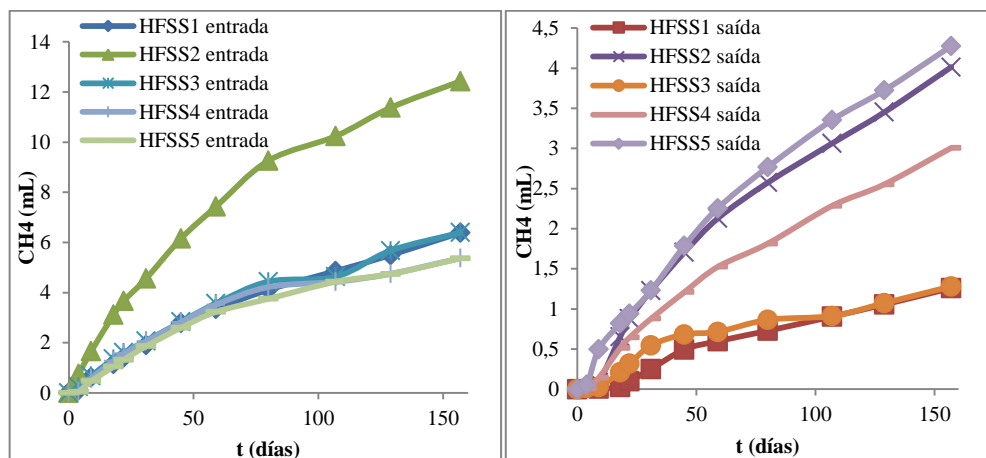 HFSS1 entrada
HFSS2 entrada
HFSS3 entrada
HFSS4 entrada
HFSS5 entrada
CH4 (mL)
14
12
10
8
6
4
2
0
0
50
100
150
t (días)
HFSS1 saída
HFSS2 saída
HFSS3 saída
HFSS4 saída
HFSS5 saída
CH4 (mL)
4,5
4
3,5
3
2,5
2
1,5
1
0,5
0
0
50
100
150
t (días)